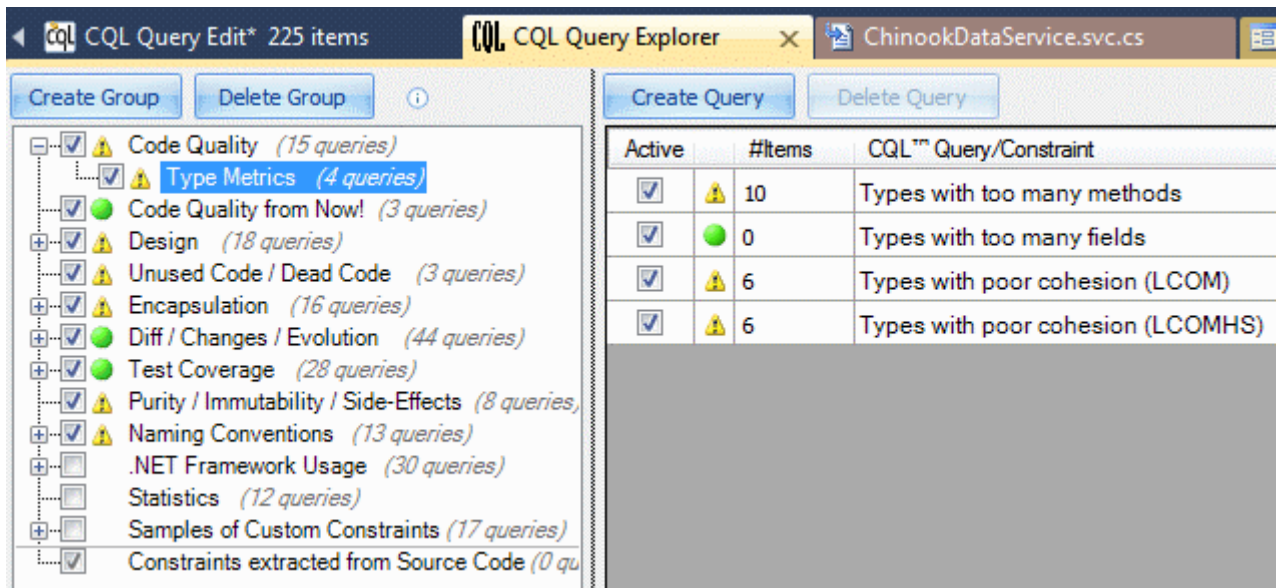 CQL Query Edit* 225 items
CQL Query Explorer
ChinookDataService.svc.cs
Create Group
Delete Group
Code Quality (15 queries)
Type Metrics (4 queries)
Code Quality from Now! (3 queries)
Design (18 queries)
Unused Code / Dead Code (3 queries)
Encapsulation (16 queries)
Diff / Changes / Evolution (44 queries)
Test Coverage (28 queries)
Purity / Immutability / Side-Effects (8 queries)
Naming Conventions (13 queries)
.NET Framework Usage (30 queries)
Statistics (12 queries)
Samples of Custom Constraints (17 queries)
Constraints extracted from Source Code (0 qu
Create Query
Delete Query
Active #Items CQL™ Query/Constraint
10 Types with too many methods
0 Types with too many fields
6 Types with poor cohesion (LCOM)
6 Types with poor cohesion (LCOMHS)